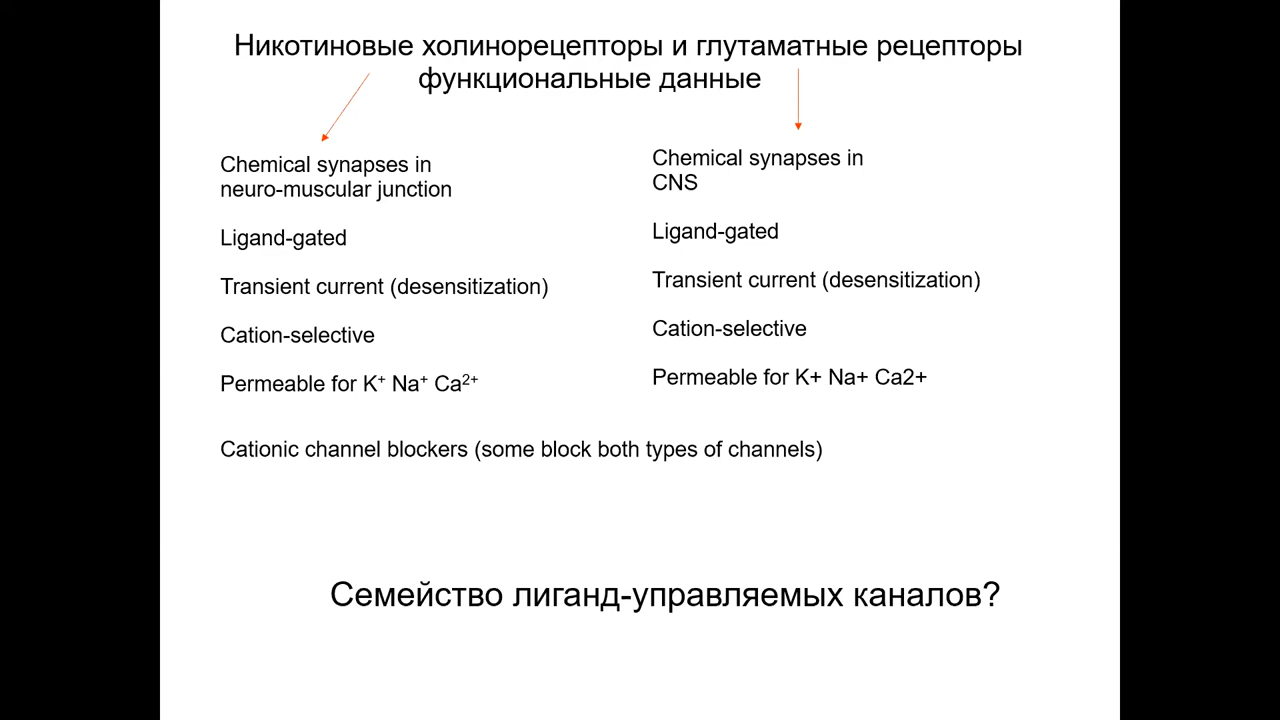 Никотиновые холинорецепторы и глутаматные рецепторы
функциональные данные
Chemical synapses in
neuro-muscular junction
Ligand-gated
Transient current (desensitization)
Cation-selective
Permeable for K⁺ Na⁺ Ca²⁺
Chemical synapses in
CNS
Ligand-gated
Transient current (desensitization)
Cation-selective
Permeable for K+ Na+ Ca2+
Cationic channel blockers (some block both types of channels)
Семейство лиганд-управляемых каналов?